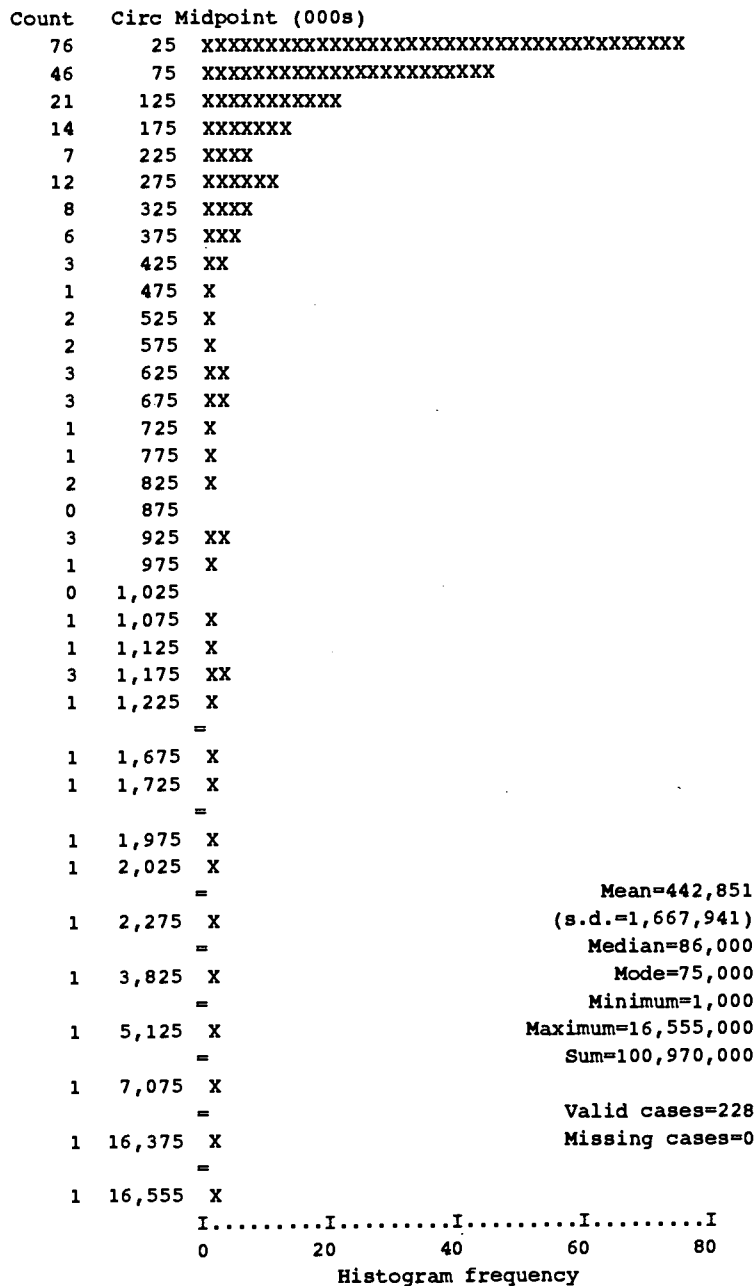 Count Circ Midpoint (000s)
76 25 XXXXXXXXXXXXXXXXXXXXXXXXXXXXXXXXXXXXXX
46 75 XXXXXXXXXXXXXXXXXXXXXXX
21 125 XXXXXXXXXXX
14 175 XXXXXXX
7 225 XXXX
12 275 XXXXXX
8 325 XXXX
6 375 XXX
3 425 XX
1 475 X
2 525 X
2 575 X
3 625 XX
3 675 XX
1 725 X
1 775 X
2 825 X
0 875
3 925 XX
1 975 X
0 1,025
1 1,075 X
1 1,125 X
3 1,175 XX
1 1,225 X
=
1 1,675 X
1 1,725 X
=
1 1,975 X
1 2,025 X
= Mean=442,851
1 2,275 X (s.d.=1,667,941)
= Median=86,000
1 3,825 X Mode=75,000
= Minimum=1,000
1 5,125 X Maximum=16,555,000
= Sum=100,970,000
1 7,075 X
= Valid cases=228
1 16,375 X Missing cases=0
=
1 16,555 X
I.........I.........I.........I.........I
0 20 40 60 80
Histogram frequency